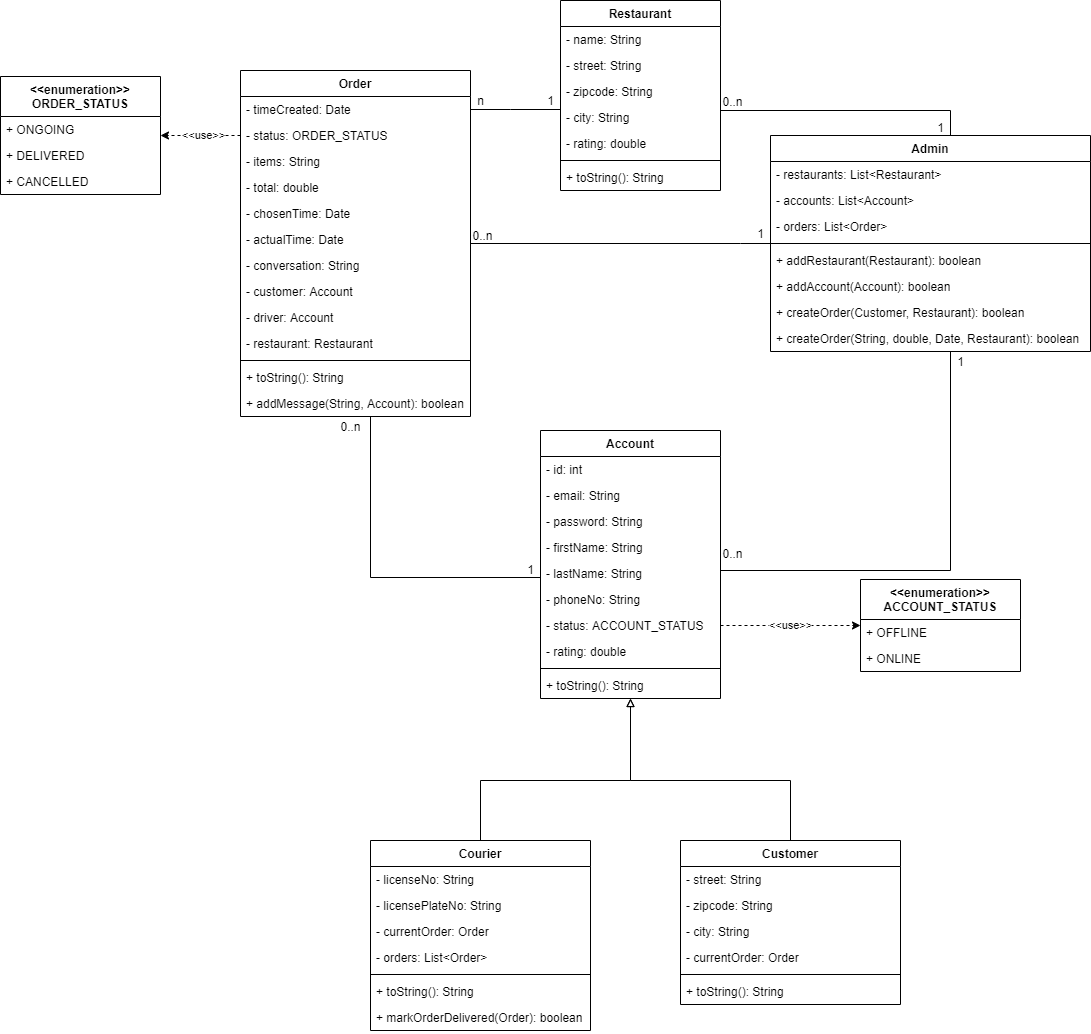 Restaurant
- name: String
- street: String
- zipcode: String
- city: String
- rating: double
+ toString(): String
<<enumeration>>
ORDER_STATUS
+ ONGOING
+ DELIVERED
+ CANCELLED
<<use>>
Order
- timeCreated: Date
- status: ORDER_STATUS
- items: String
- total: double
- chosenTime: Date
- actualTime: Date
- conversation: String
- customer: Account
- driver: Account
- restaurant: Restaurant
+ toString(): String
+ addMessage(String, Account): boolean
n
1
0..n
1
Admin
- restaurants: List<Restaurant>
- accounts: List<Account>
- orders: List<Order>
+ addRestaurant(Restaurant): boolean
+ addAccount(Account): boolean
+ createOrder(Customer, Restaurant): boolean
+ createOrder(String, double, Date, Restaurant): boolean
0..n
1
1
0..n
0..n
1
Account
- id: int
- email: String
- password: String
- firstName: String
- lastName: String
- phoneNo: String
- status: ACCOUNT_STATUS
- rating: double
+ toString(): String
<<use>>
<<enumeration>>
ACCOUNT_STATUS
+ OFFLINE
+ ONLINE
Courier
- licenseNo: String
- licensePlateNo: String
- currentOrder: Order
- orders: List<Order>
+ toString(): String
+ markOrderDelivered(Order): boolean
Customer
- street: String
- zipcode: String
- city: String
- currentOrder: Order
+ toString(): String